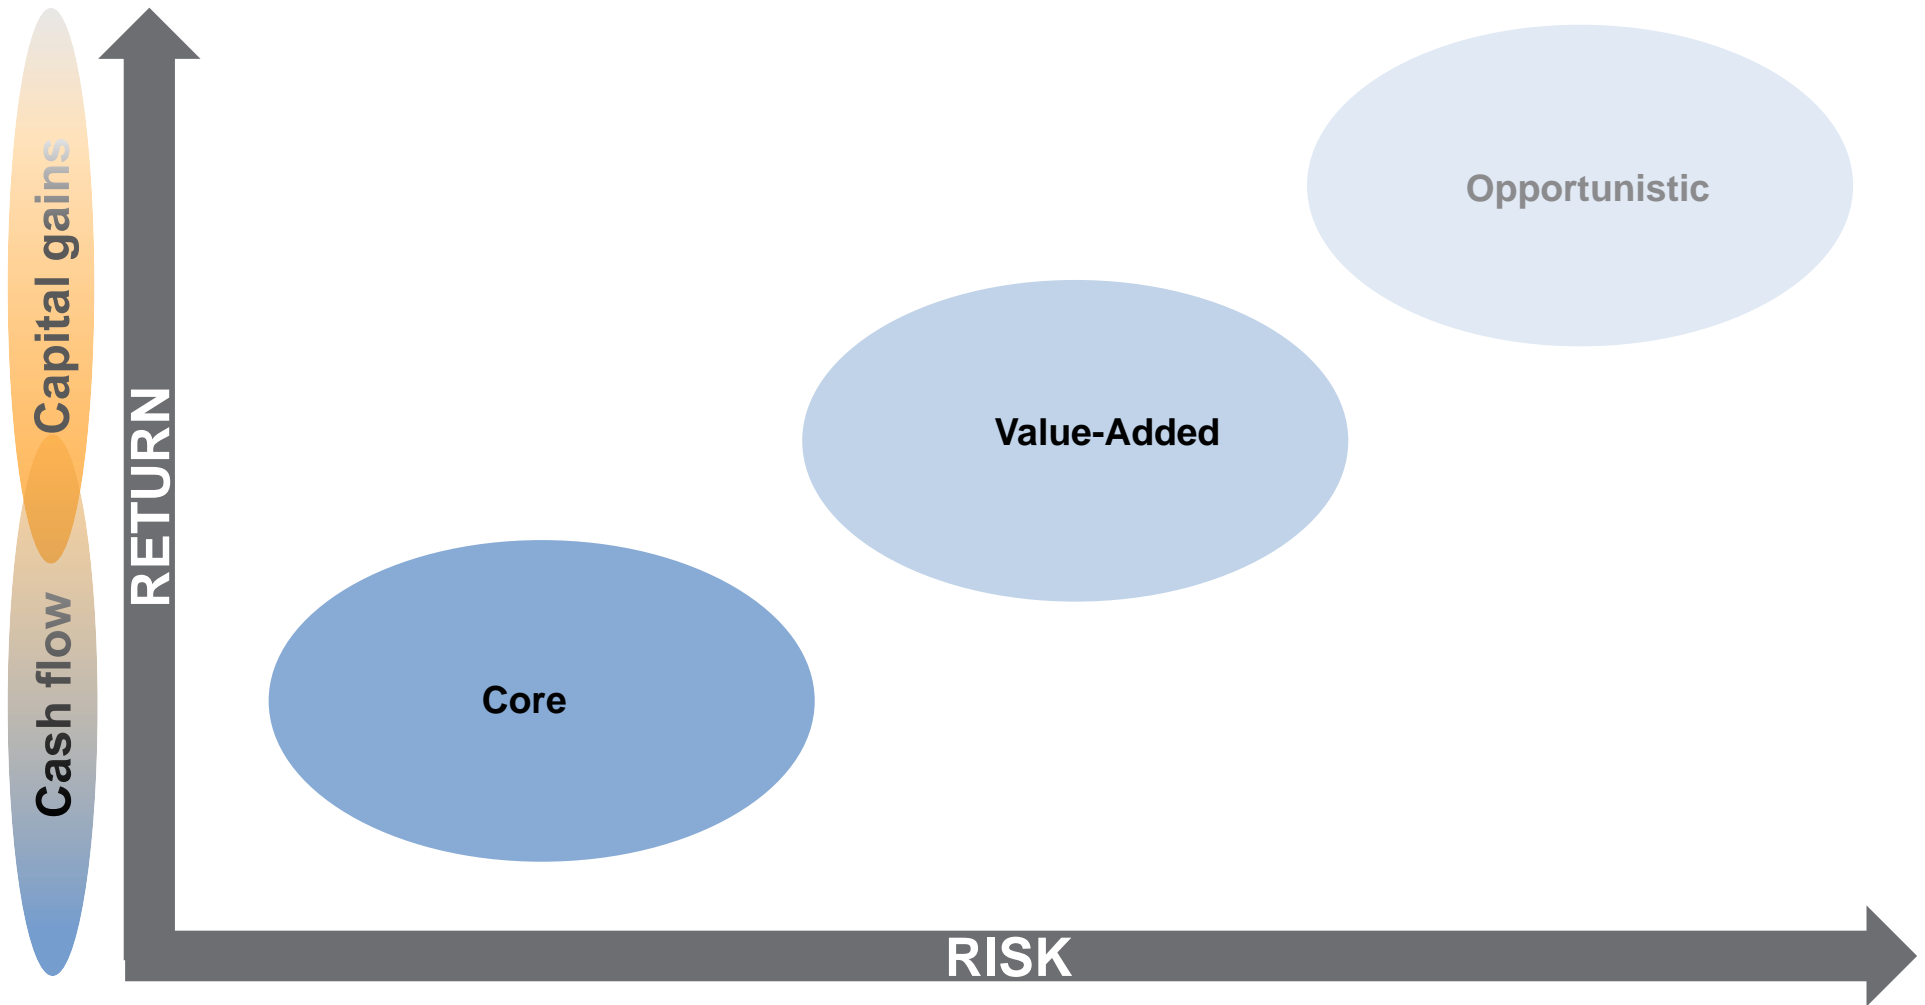 Capital gains
Cash flow
RETURN
Opportunistic
Value-Added
Core
RISK